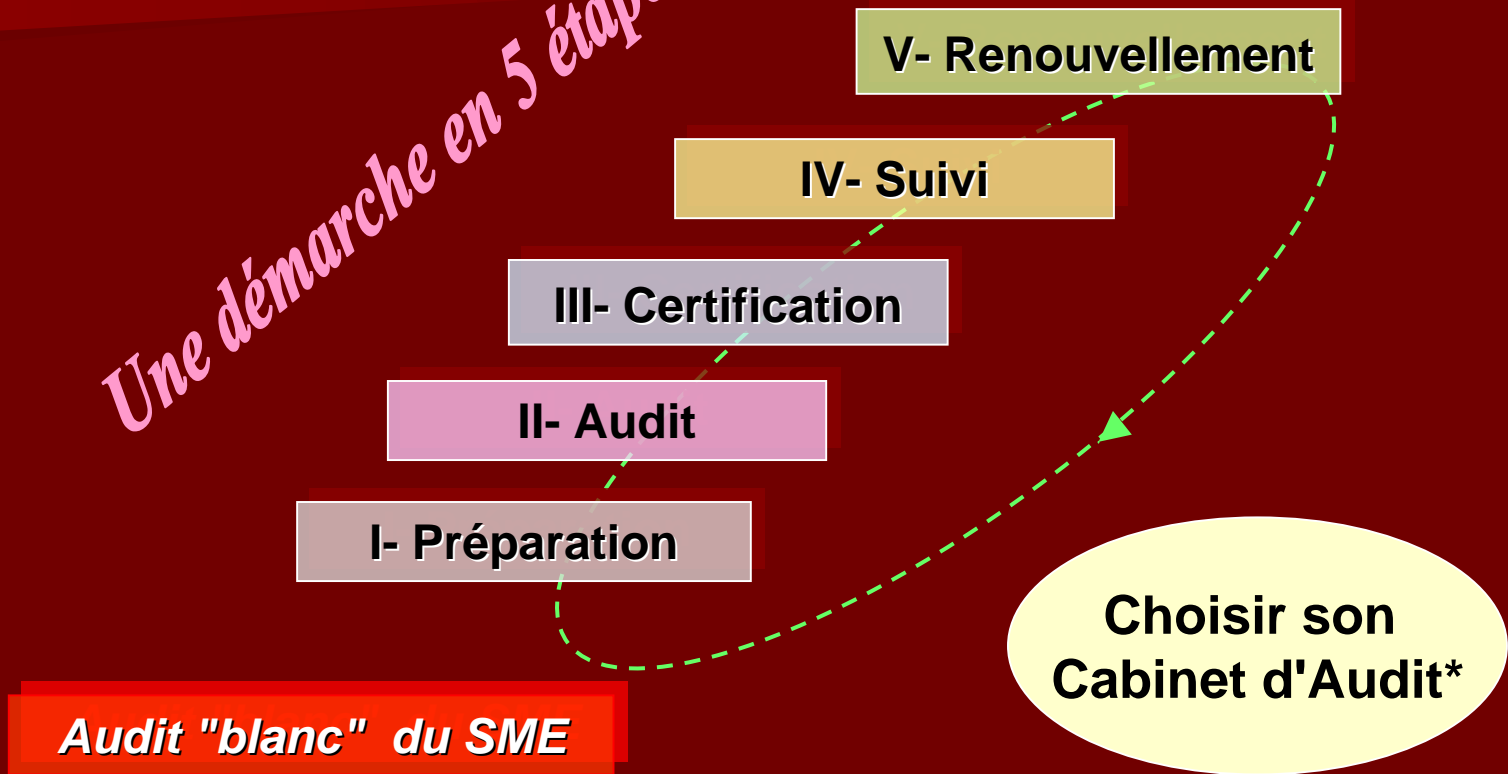 Une démarche en 5
V- Renouvellement
IV- Suivi
III- Certification
II- Audit
I- Préparation
Choisir son
Cabinet d'Audit*
Audit "blanc" du SME